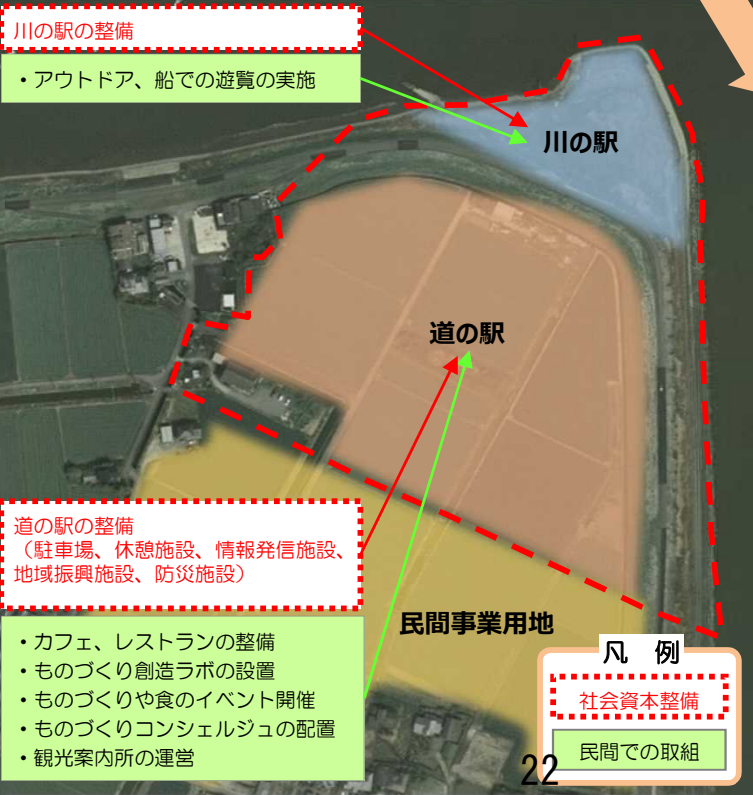 川の駅の整備
・アウトドア、船での遊覧の実施
川の駅
道の駅
道の駅の整備
（駐車場、休憩施設、情報発信施設、
地域振興施設、防災施設）
・カフェ、レストランの整備
・ものづくり創造ラボの設置
・ものづくりや食のイベント開催
・ものづくりコンシェルジュの配置
・観光案内所の運営
民間事業用地
凡 例
社会資本整備
民間での取組
22